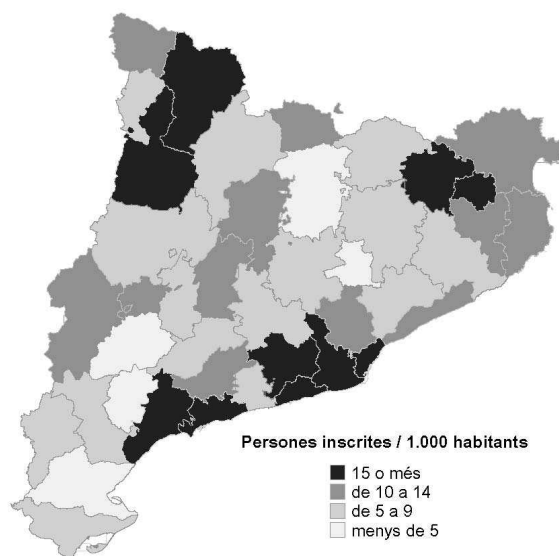 Persones inscrites / 1.000 habitants
15 o més
de 10 a 14
de 5 a 9
menys de 5